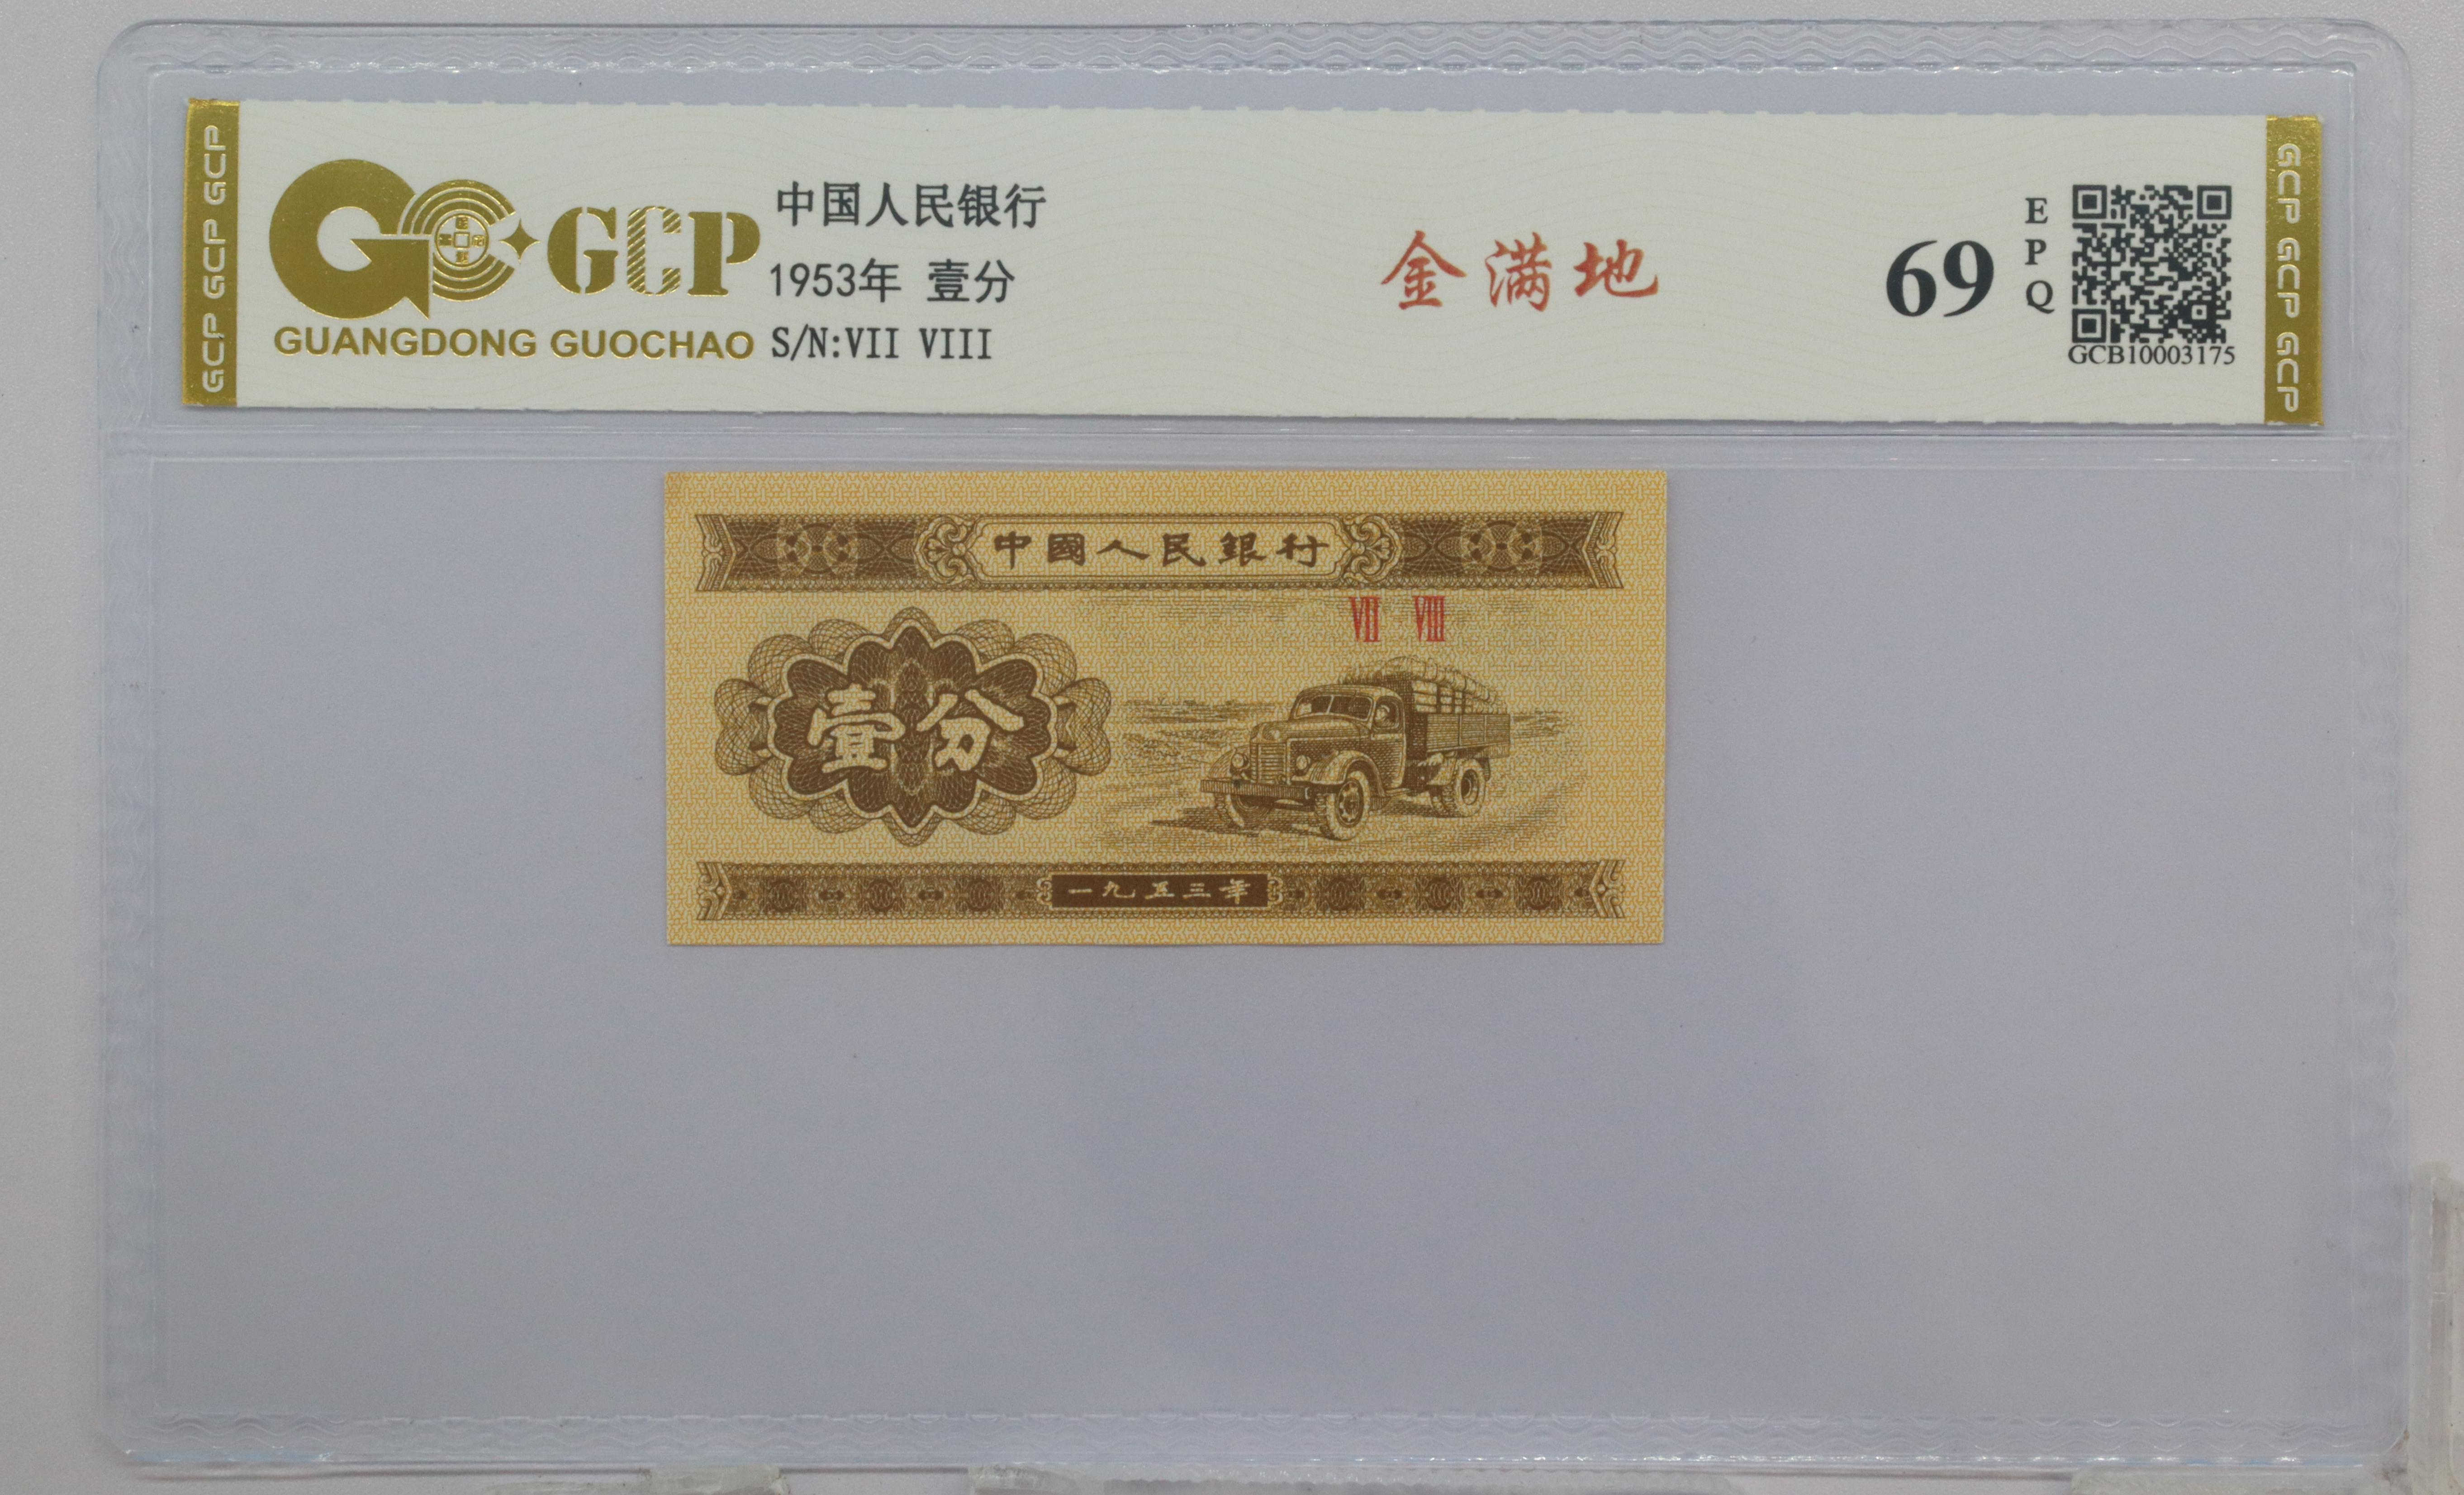 GCP GCP GCP
GCP
GUANGDONG GUOCHAO
中国人民银行
1953年 壹分
S/N:VII VIII
金满地
69
EPQ
GCB10003175
GCP GCP GCP
中國人民銀行
VII VIII
壹分
一九五三年